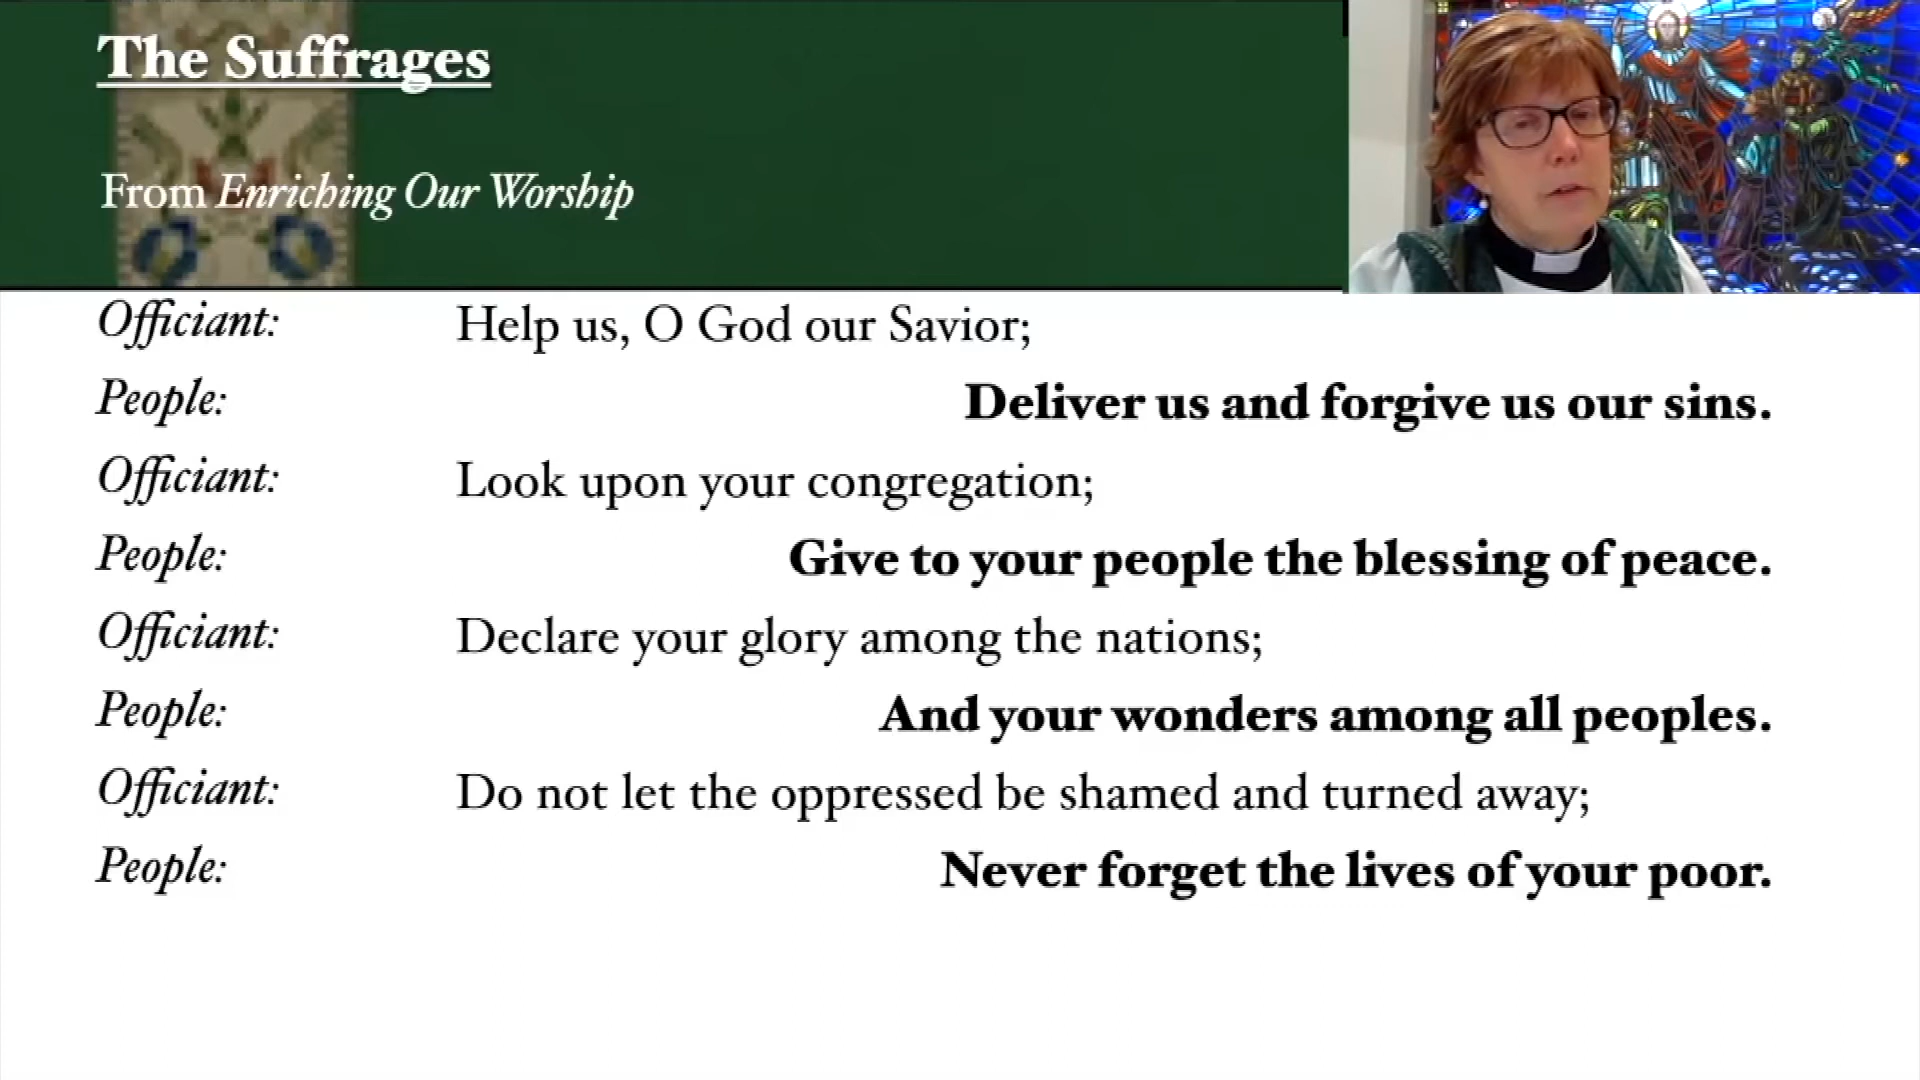 The Suffrages
From Enriching Our Worship
Officiant: Help us, O God our Savior;
People: Deliver us and forgive us our sins.
Officiant: Look upon your congregation;
People: Give to your people the blessing of peace.
Officiant: Declare your glory among the nations;
People: And your wonders among all peoples.
Officiant: Do not let the oppressed be shamed and turned away;
People: Never forget the lives of your poor.